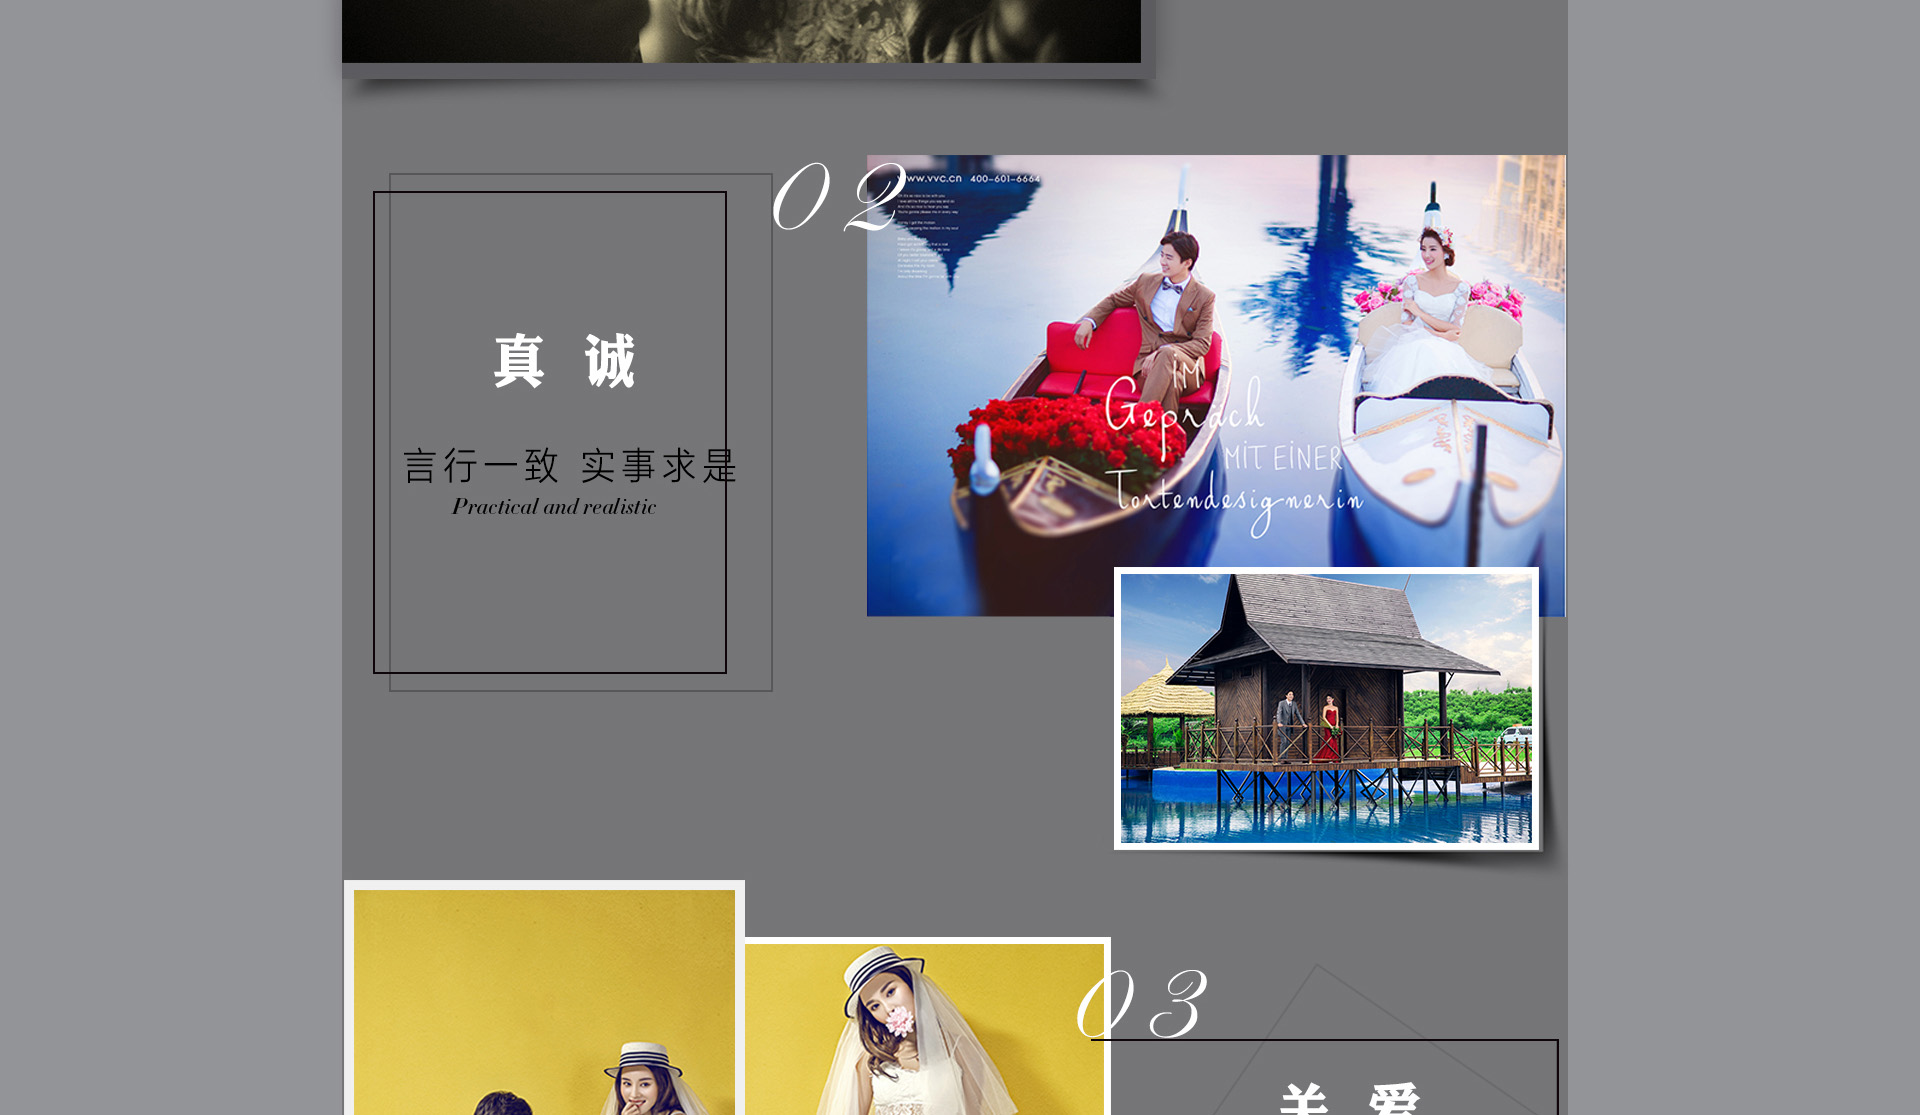 02
www.vvc.cn 400-601-6664
真 诚
言行一致 实事求是
Practical and realistic
IM
Gepräch
MIT EINER
Tortendesignerin
03
关 爱